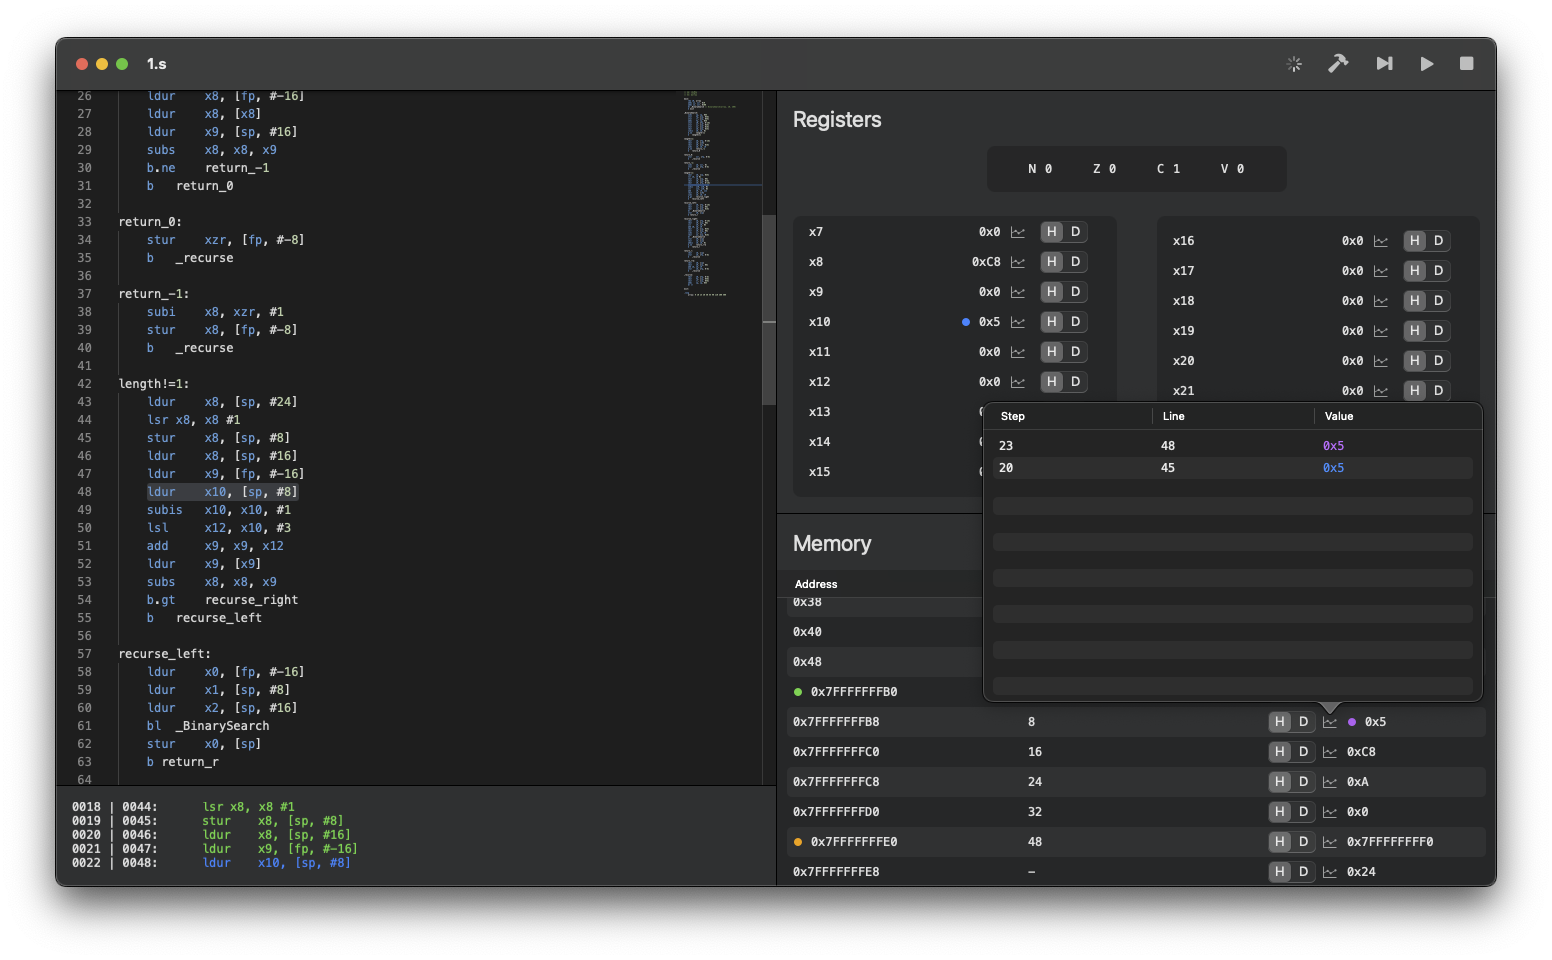 1.s
26 ldur x8, [fp, #-16]
27 ldur x8, [x8]
28 ldur x9, [sp, #16]
29 subs x8, x8, x9
30 b.ne return_-1
31 b return_0
32
33 return_0:
34 stur xzr, [fp, #-8]
35 b _recurse
36
37 return_-1:
38 subi x8, xzr, #1
39 stur x8, [fp, #-8]
40 b _recurse
41
42 length!=1:
43 ldur x8, [sp, #24]
44 lsr x8, x8 #1
45 stur x8, [sp, #8]
46 ldur x8, [sp, #16]
47 ldur x9, [fp, #-16]
48 ldur x10, [sp, #8]
49 subis x10, x10, #1
50 lsl x12, x10, #3
51 add x9, x9, x12
52 ldur x9, [x9]
53 subs x8, x8, x9
54 b.gt recurse_right
55 b recurse_left
56
57 recurse_left:
58 ldur x0, [fp, #-16]
59 ldur x1, [sp, #8]
60 ldur x2, [sp, #16]
61 bl _BinarySearch
62 stur x0, [sp]
63 b return_r
64
0018 | 0044: lsr x8, x8 #1
0019 | 0045: stur x8, [sp, #8]
0020 | 0046: ldur x8, [sp, #16]
0021 | 0047: ldur x9, [fp, #-16]
0022 | 0048: ldur x10, [sp, #8]
Registers
N 0 Z 0 C 1 V 0
x7 0x0 H D
x8 0xC8 H D
x9 0x0 H D
x10 0x5 H D
x11 0x0 H D
x12 0x0 H D
x13
x14
x15
x16 0x0 H D
x17 0x0 H D
x18 0x0 H D
x19 0x0 H D
x20 0x0 H D
x21 0x0 H D
Step Line Value
23 48 0x5
20 45 0x5
Memory
Address
0x38
0x40
0x48
0x7FFFFFFFB0
0x7FFFFFFFB8 8 H D 0x5
0x7FFFFFFFC0 16 H D 0xC8
0x7FFFFFFFC8 24 H D 0xA
0x7FFFFFFFD0 32 H D 0x0
0x7FFFFFFFE0 48 H D 0x7FFFFFFFF0
0x7FFFFFFFE8 – H D 0x24